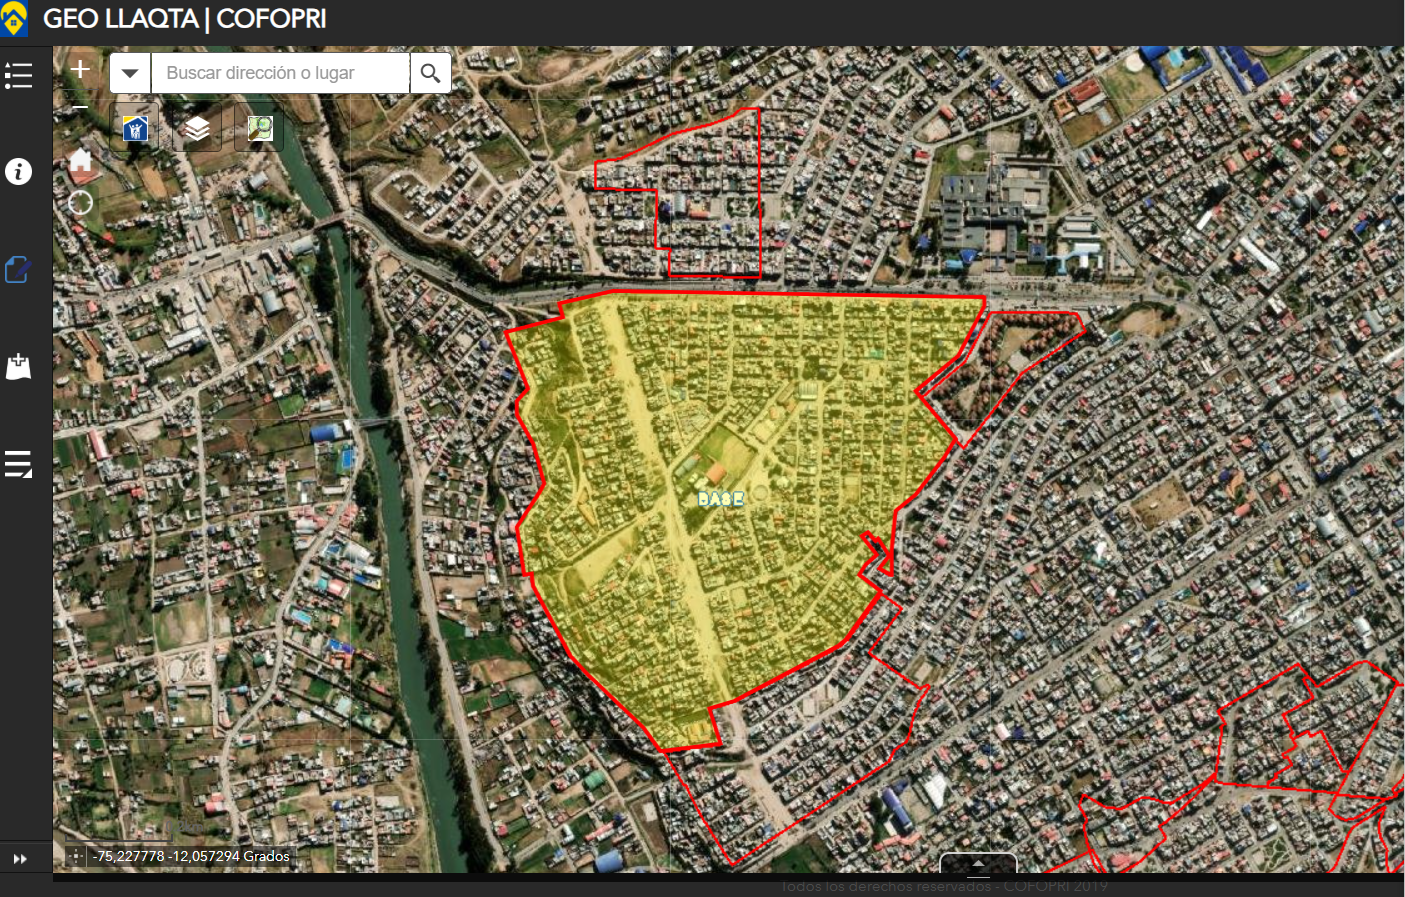 GEO LLAQTA | COFOPRI
Buscar dirección o lugar
BASE
-75,227778 -12,057294 Grados
Todos los derechos reservados - COFOPRI 2019